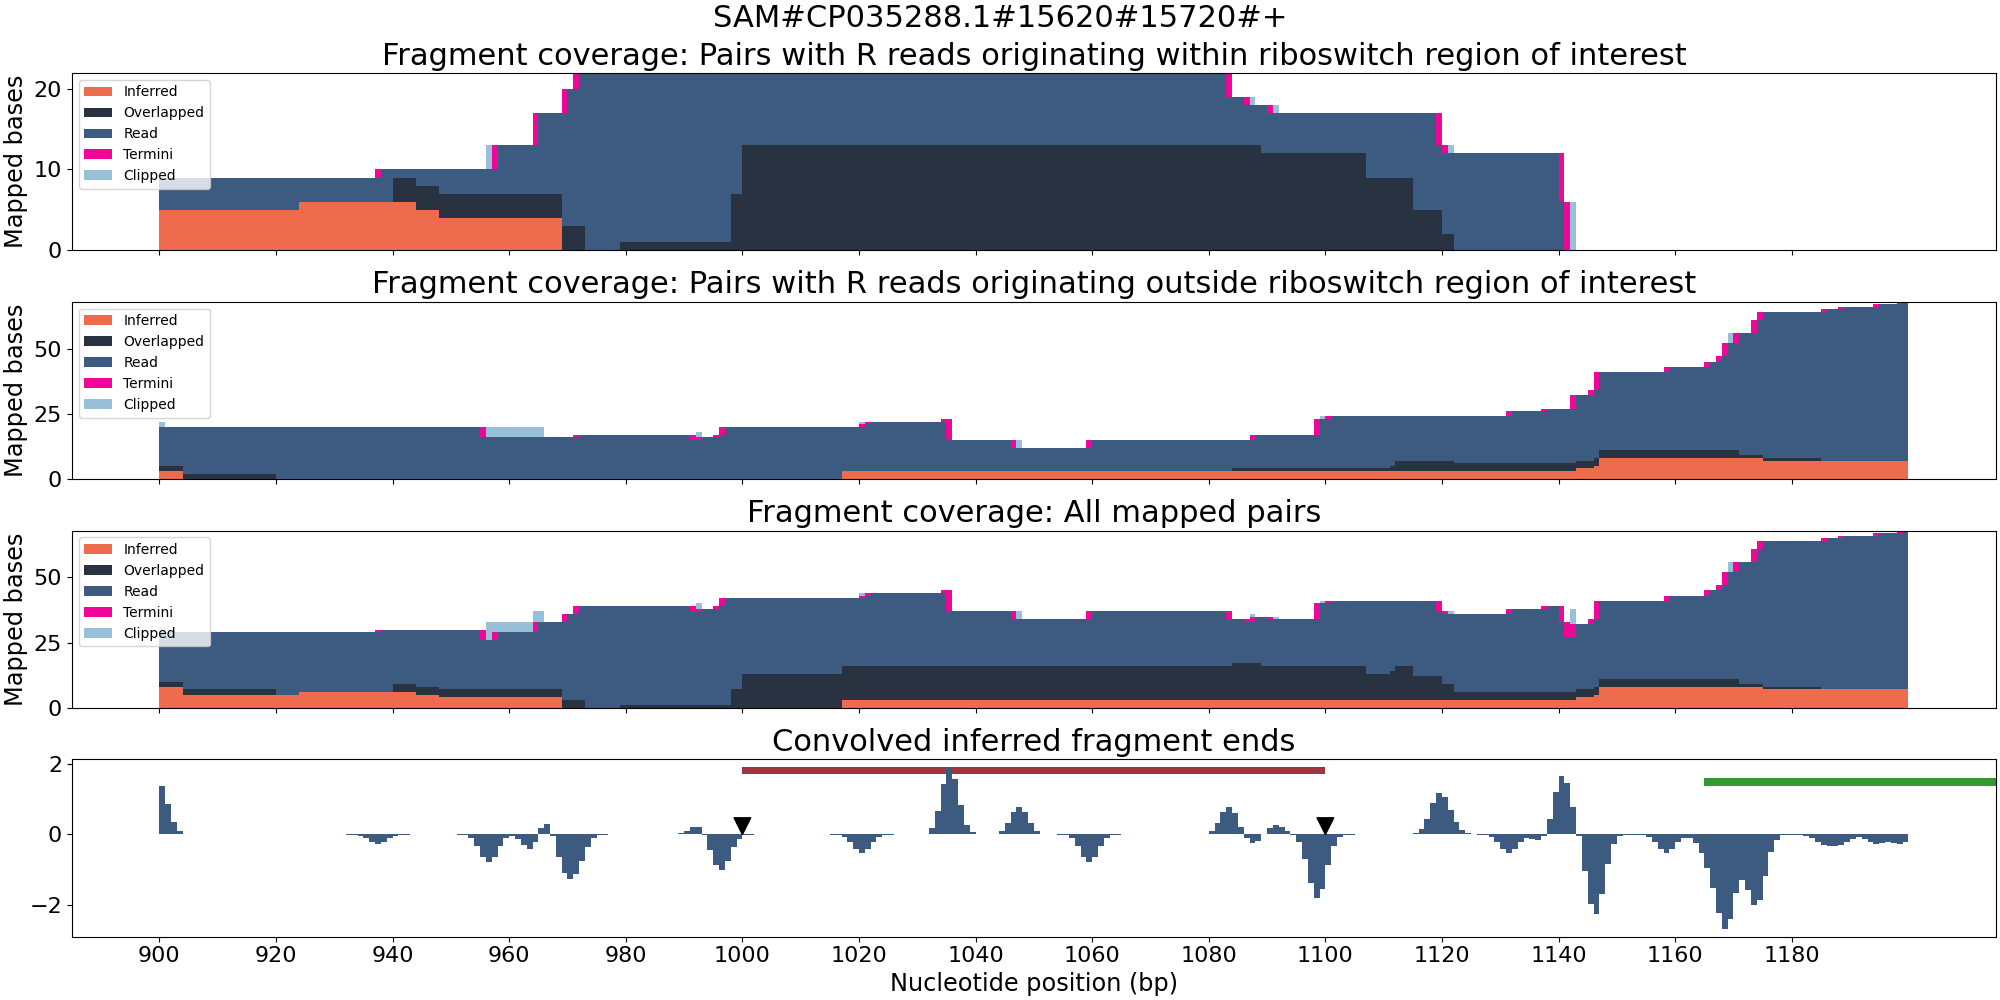 SAM#CP035288.1#15620#15720#+
Fragment coverage: Pairs with R reads originating within riboswitch region of interest
Mapped bases
20
10
0
Inferred
Overlapped
Read
Termini
Clipped
Fragment coverage: Pairs with R reads originating outside riboswitch region of interest
Mapped bases
50
25
0
Inferred
Overlapped
Read
Termini
Clipped
Fragment coverage: All mapped pairs
Mapped bases
50
25
0
Inferred
Overlapped
Read
Termini
Clipped
Convolved inferred fragment ends
2
0
−2
900 920 940 960 980 1000 1020 1040 1060 1080 1100 1120 1140 1160 1180
Nucleotide position (bp)